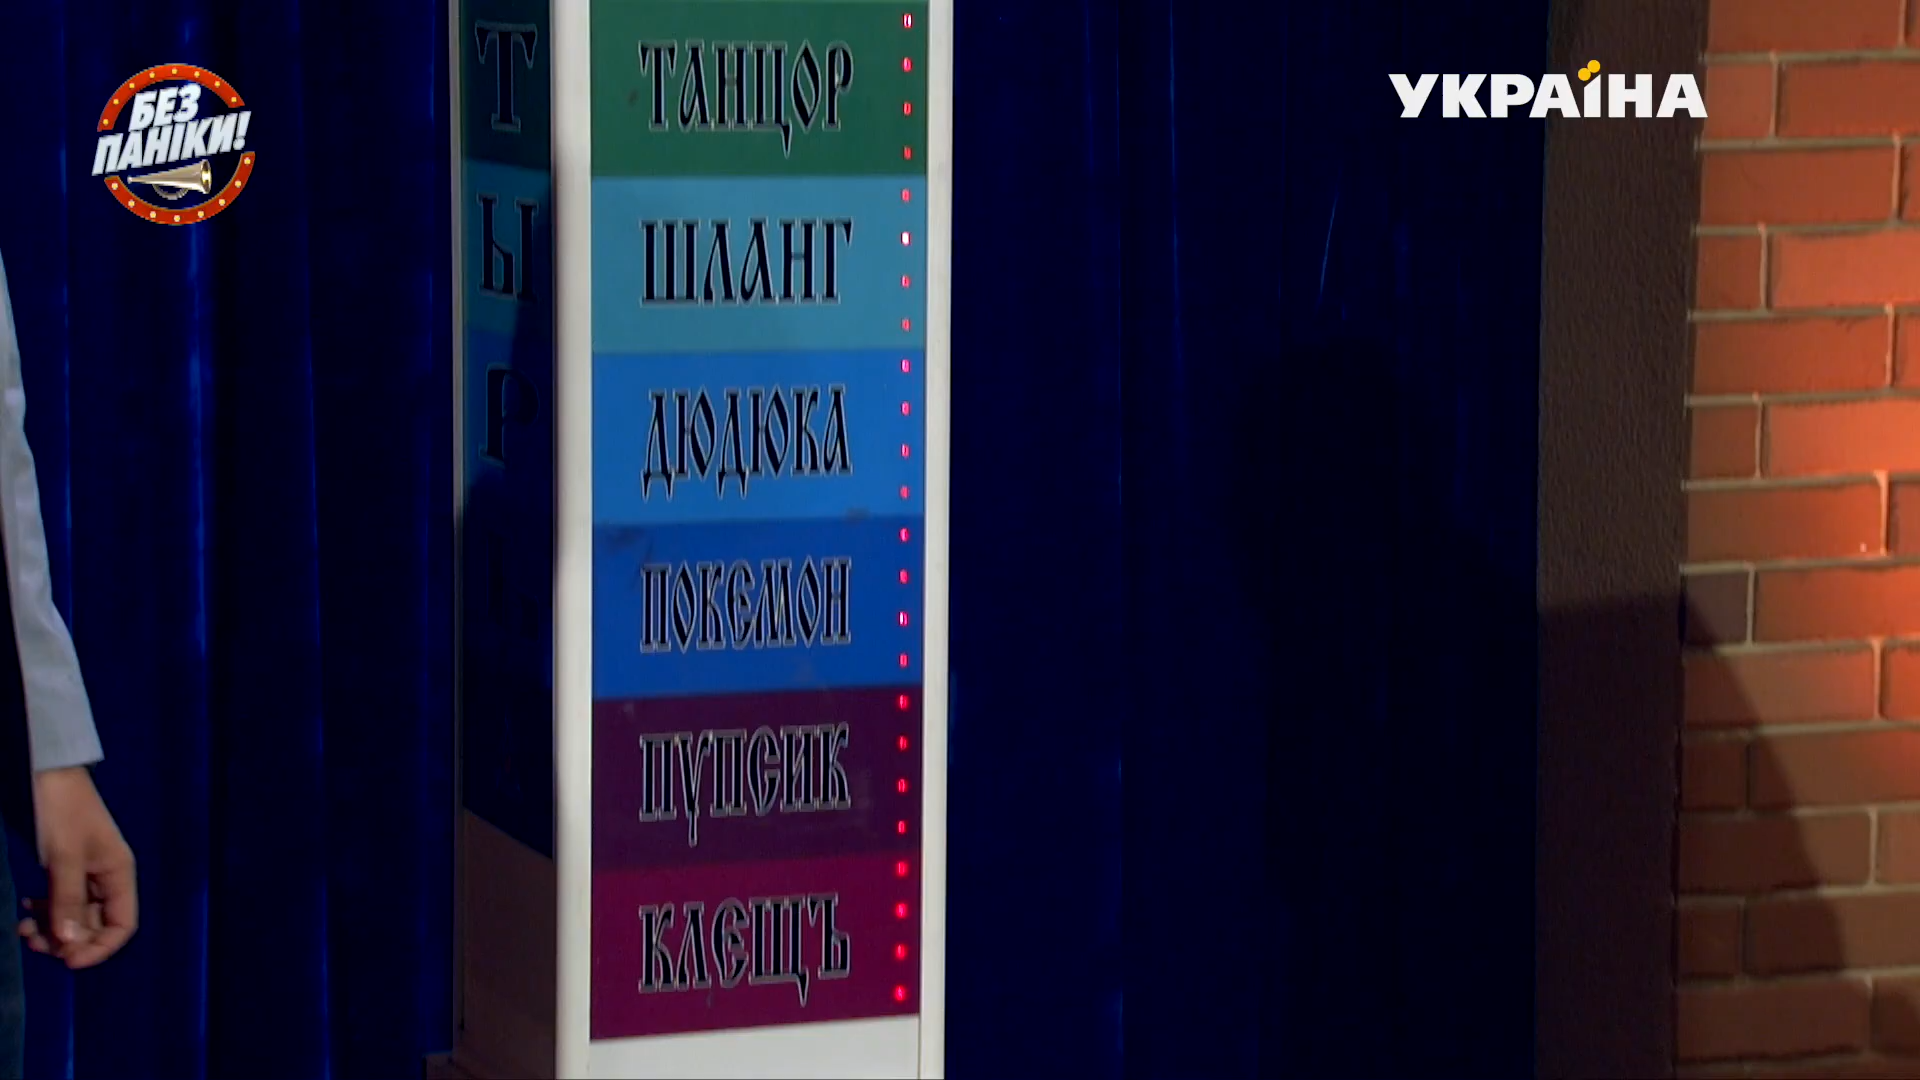 БЕЗ
ПАНІКИ!
УКРАЇНА
Т
Ы
Р
ТАНЦОР
ШЛАНГ
ДЮДЮКА
ПОКЕМОН
ПУПСИК
КЛЕЩЪ